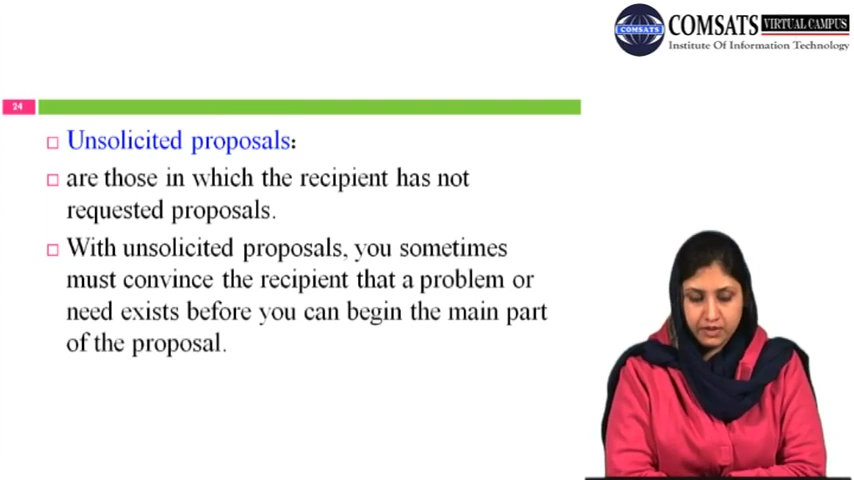 COMSATS VIRTUAL CAMPUS
COMSATS
Institute Of Information Technology
24
Unsolicited proposals:
are those in which the recipient has not
requested proposals.
With unsolicited proposals, you sometimes
must convince the recipient that a problem or
need exists before you can begin the main part
of the proposal.